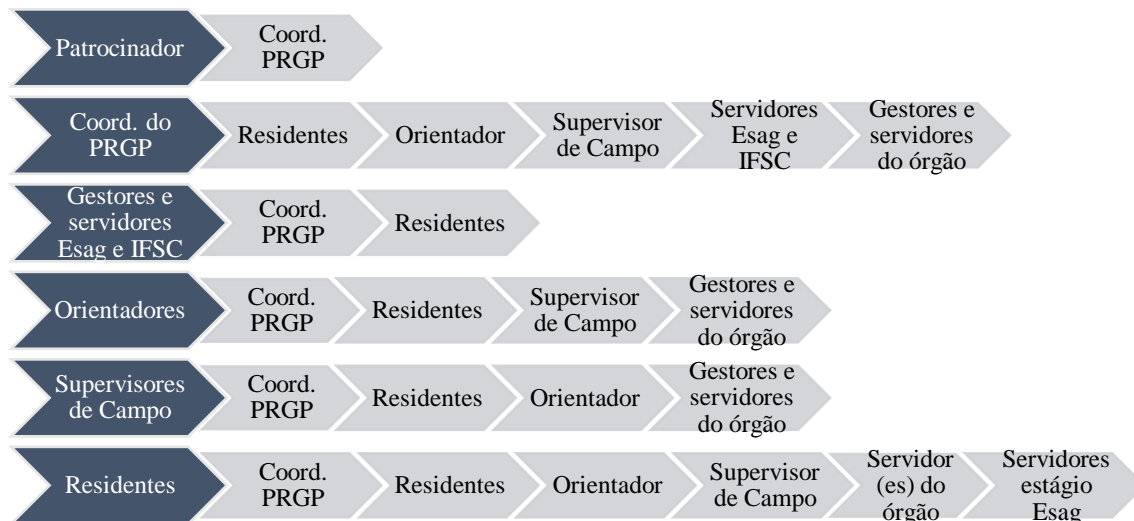 Patrocinador
Coord.
PRGP
Coord. do
PRGP
Residentes
Orientador
Supervisor
de Campo
Servidores
Esag e
IFSC
Gestores e
servidores
do órgão
Gestores e
servidores
Esag e IFSC
Coord.
PRGP
Residentes
Orientadores
Coord.
PRGP
Residentes
Supervisor
de Campo
Gestores e
servidores
do órgão
Supervisores
de Campo
Coord.
PRGP
Residentes
Orientador
Gestores e
servidores
do órgão
Residentes
Coord.
PRGP
Residentes
Orientador
Supervisor
de Campo
Servidor
(es) do
órgão
Servidores
estágio
Esag